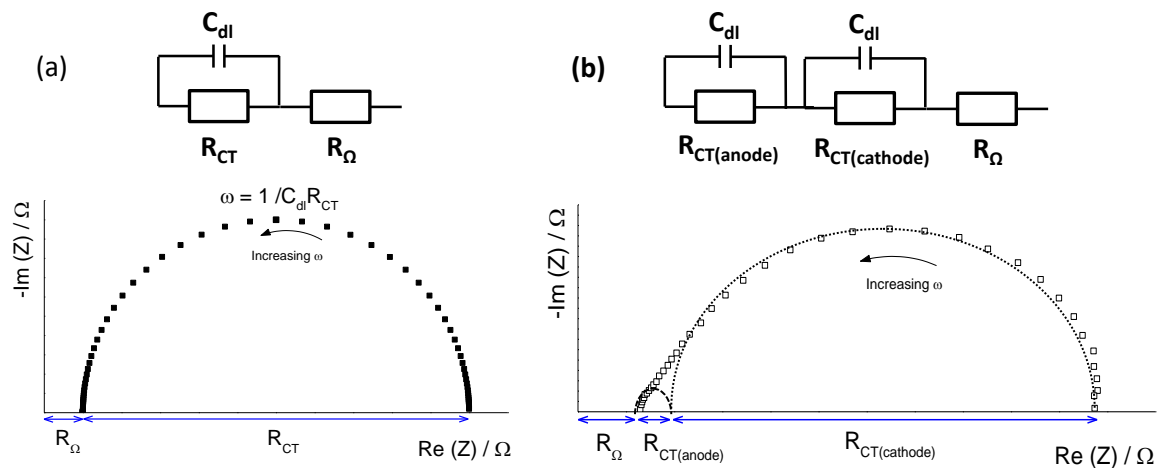 (a)
C_dl
R_CT
R_Ω
ω = 1 /C_dl R_CT
Increasing ω
-Im (Z) / Ω
R_Ω
R_CT
Re (Z) / Ω
(b)
C_dl
C_dl
R_CT(anode)
R_CT(cathode)
R_Ω
Increasing ω
-Im (Z) / Ω
R_Ω
R_CT(anode)
R_CT(cathode)
Re (Z) / Ω